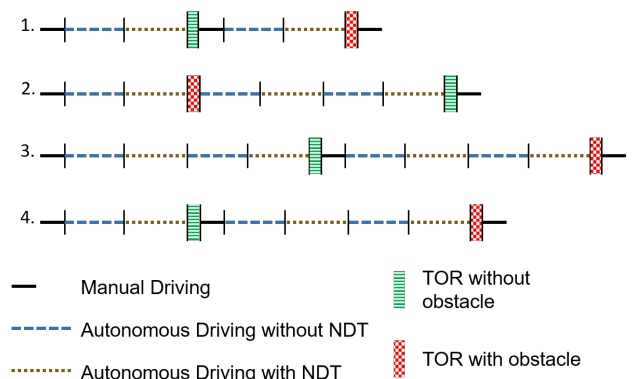 1.
2.
3.
4.
Manual Driving
Autonomous Driving without NDT
Autonomous Driving with NDT
TOR without
obstacle
TOR with obstacle